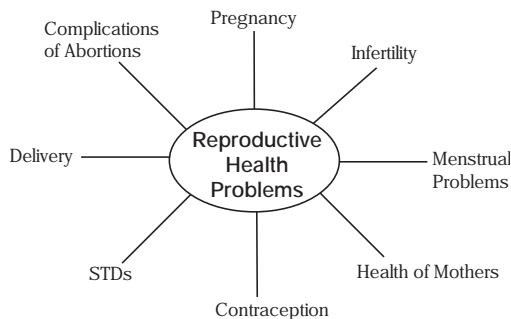 Pregnancy
Complications
of Abortions
Infertility
Reproductive
Health
Problems
Delivery
Menstrual
Problems
STDs
Health of Mothers
Contraception